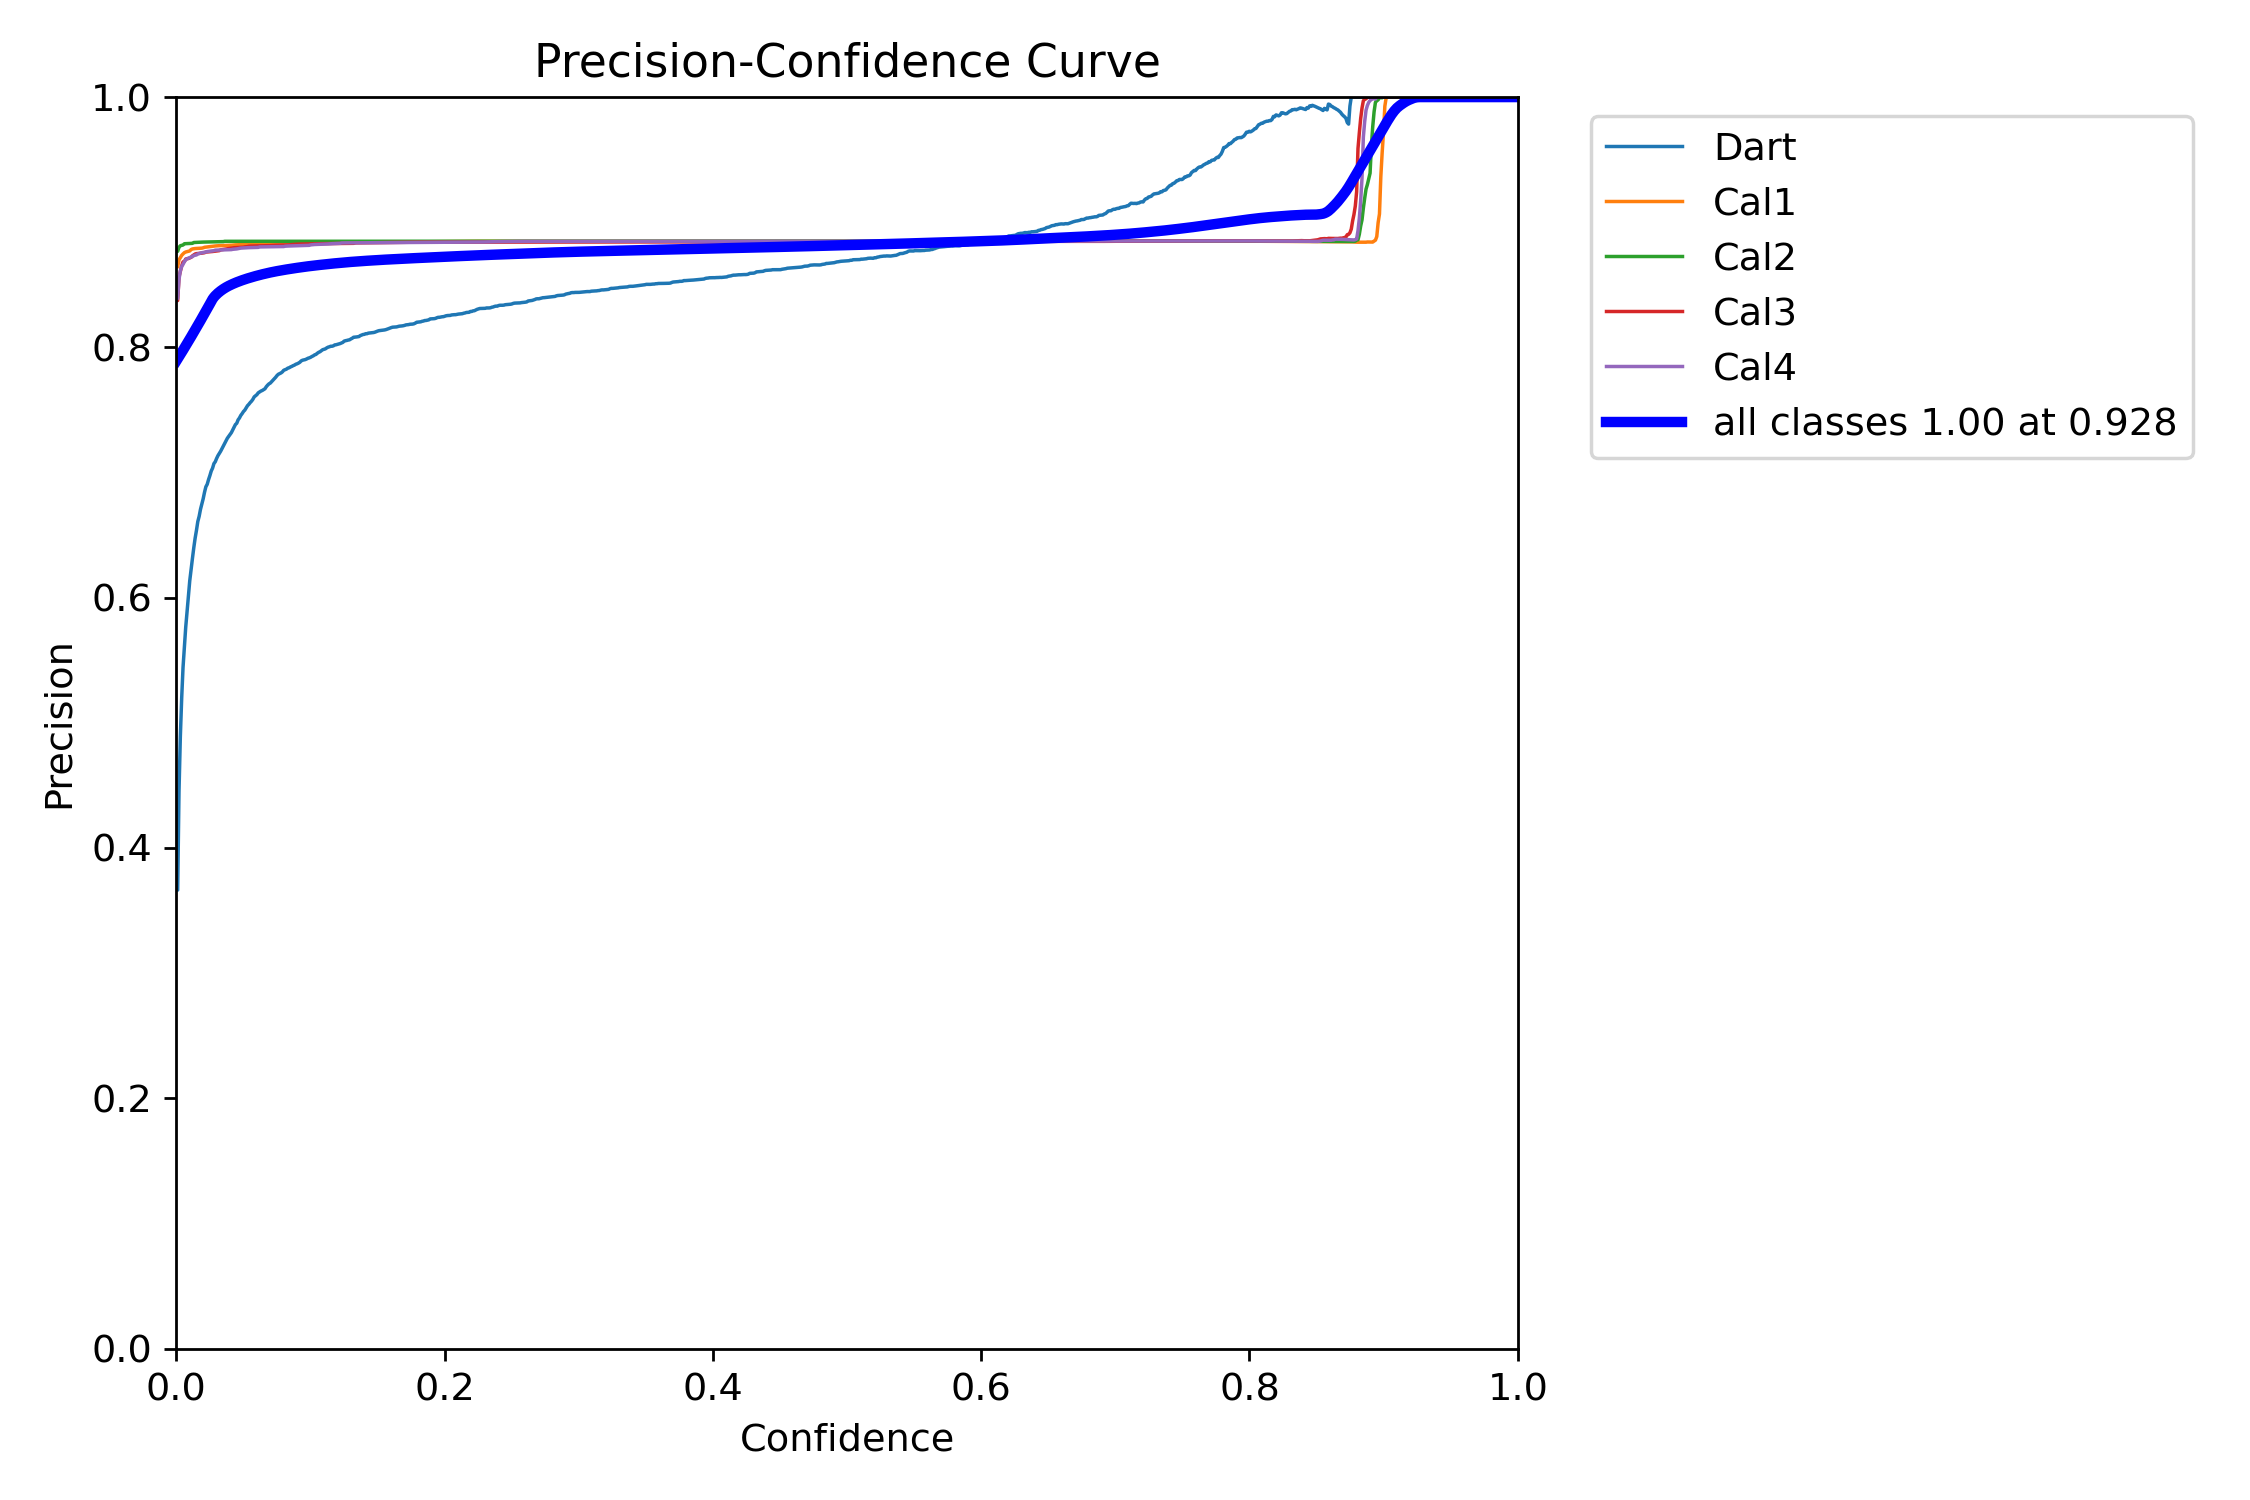 Precision-Confidence Curve
1.0
0.8
0.6
0.4
0.2
0.0
Precision
0.0 0.2 0.4 0.6 0.8 1.0
Confidence
Dart
Cal1
Cal2
Cal3
Cal4
all classes 1.00 at 0.928